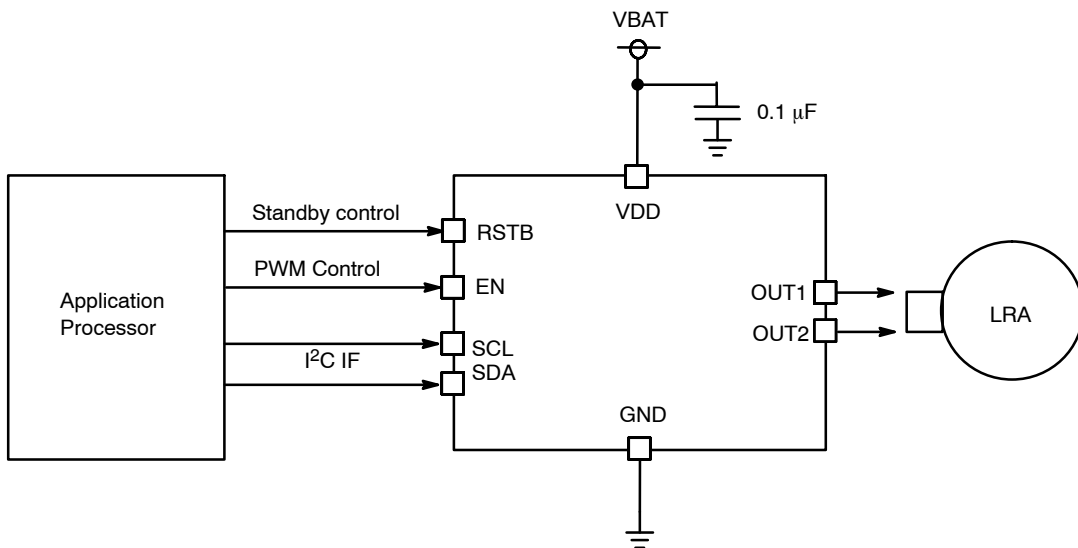 VBAT
0.1 μF
VDD
Standby control
RSTB
PWM Control
EN
Application
Processor
OUT1
LRA
OUT2
SCL
I²C IF
SDA
GND